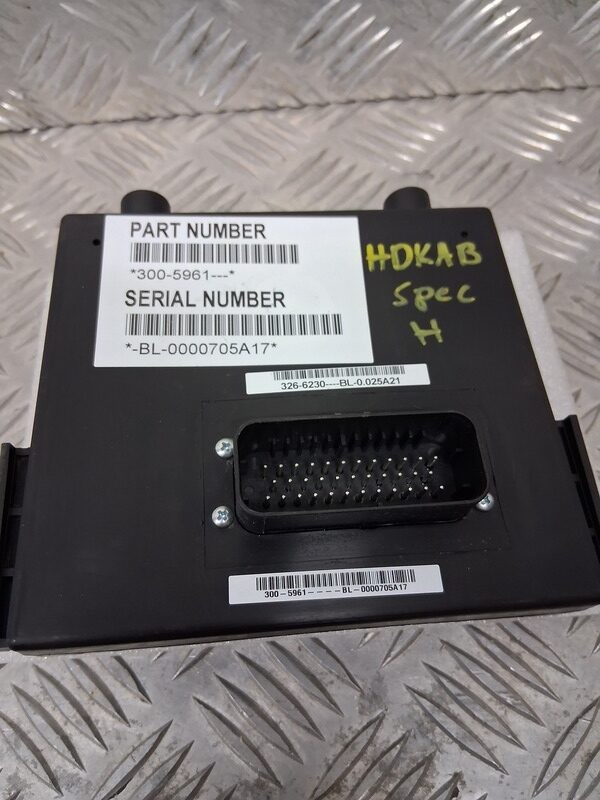 PART NUMBER
*300-5961---*
SERIAL NUMBER
*-BL-0000705A17*
HDKAB
Spec
H
326-6230----BL-0.025A21
300-5961----BL-0000705A17